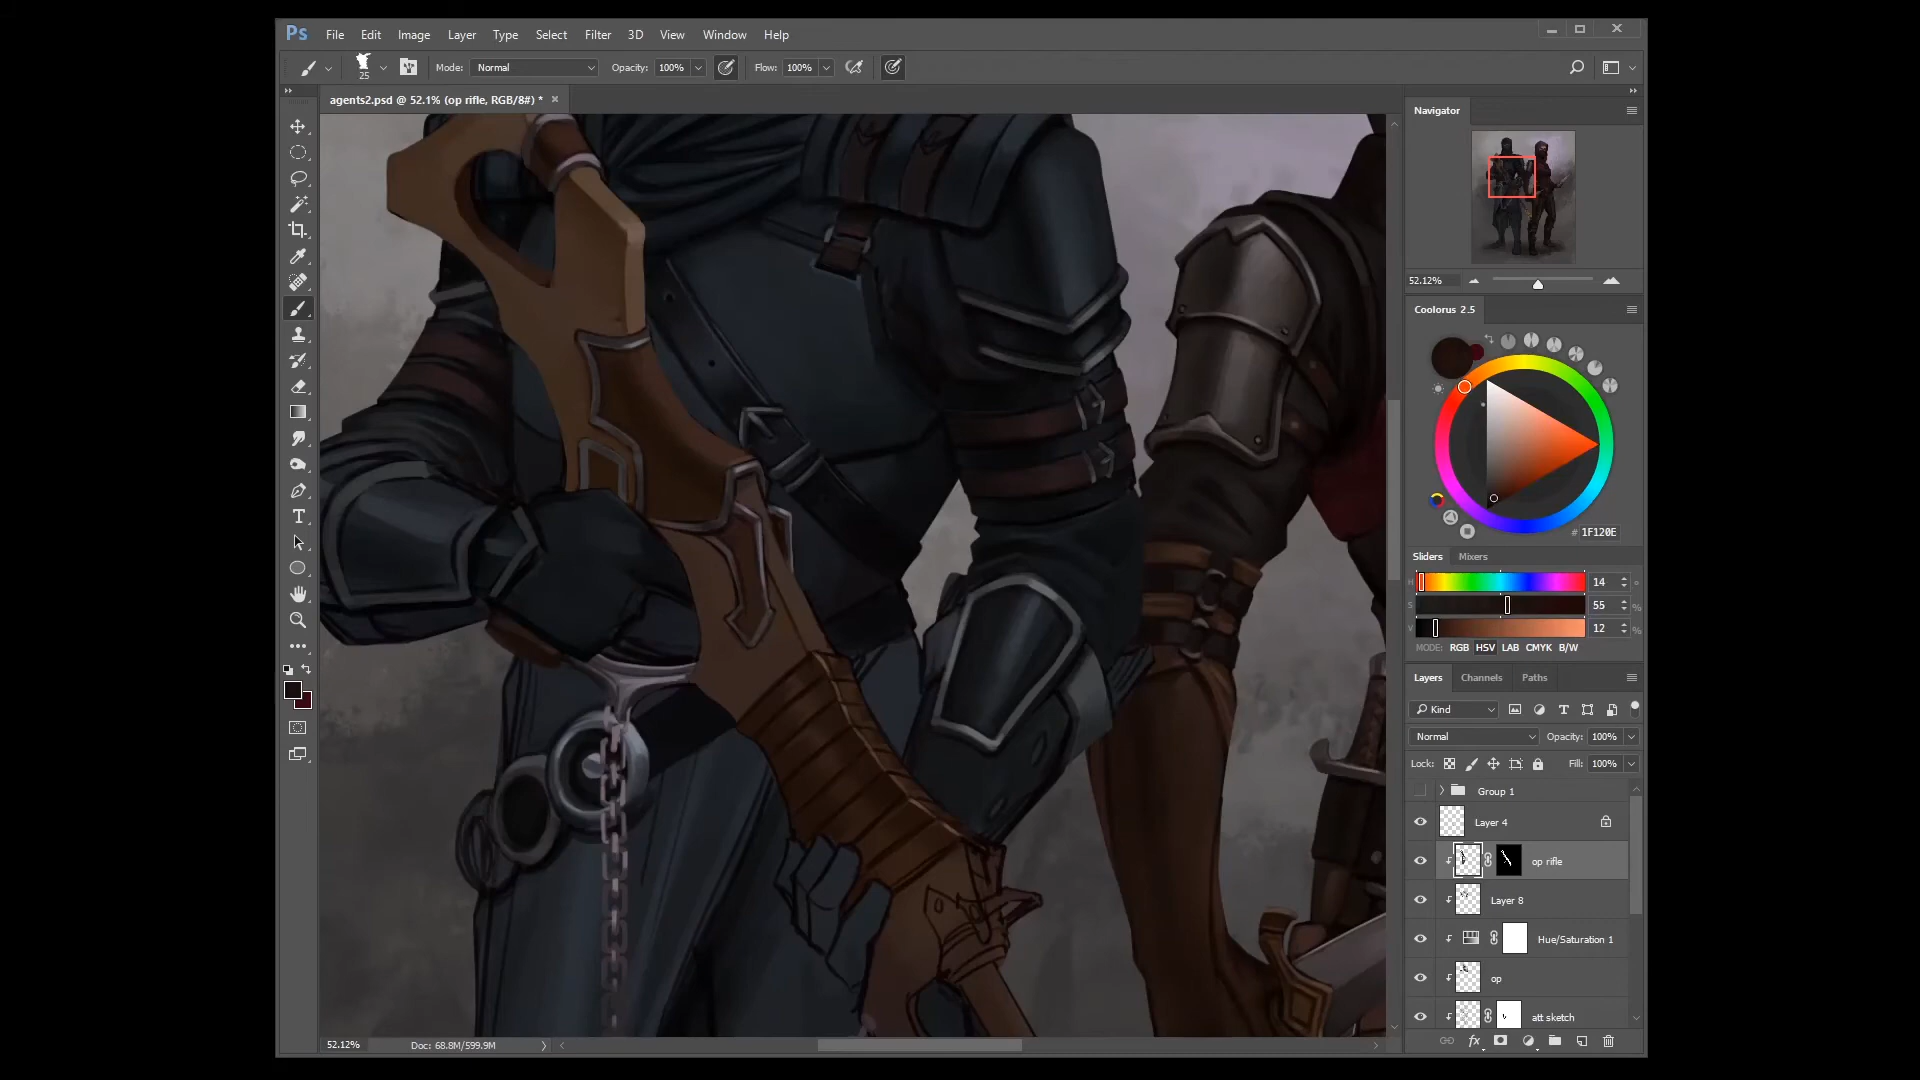 Ps File Edit Image Layer Type Select Filter 3D View Window Help
25 Mode: Normal Opacity: 100% Flow: 100%
agents2.psd @ 52.1% (op rifle, RGB/8#) * ×
Navigator
52.12%
Coolorus 2.5
# 1F120E
Sliders Mixers
H 14 °
S 55 %
V 12 %
MODE: RGB HSV LAB CMYK B/W
Layers Channels Paths
Kind
Normal Opacity: 100%
Lock: Fill: 100%
Group 1
Layer 4
op rifle
Layer 8
Hue/Saturation 1
op
att sketch
52.12% Doc: 68.8M/599.9M
fx